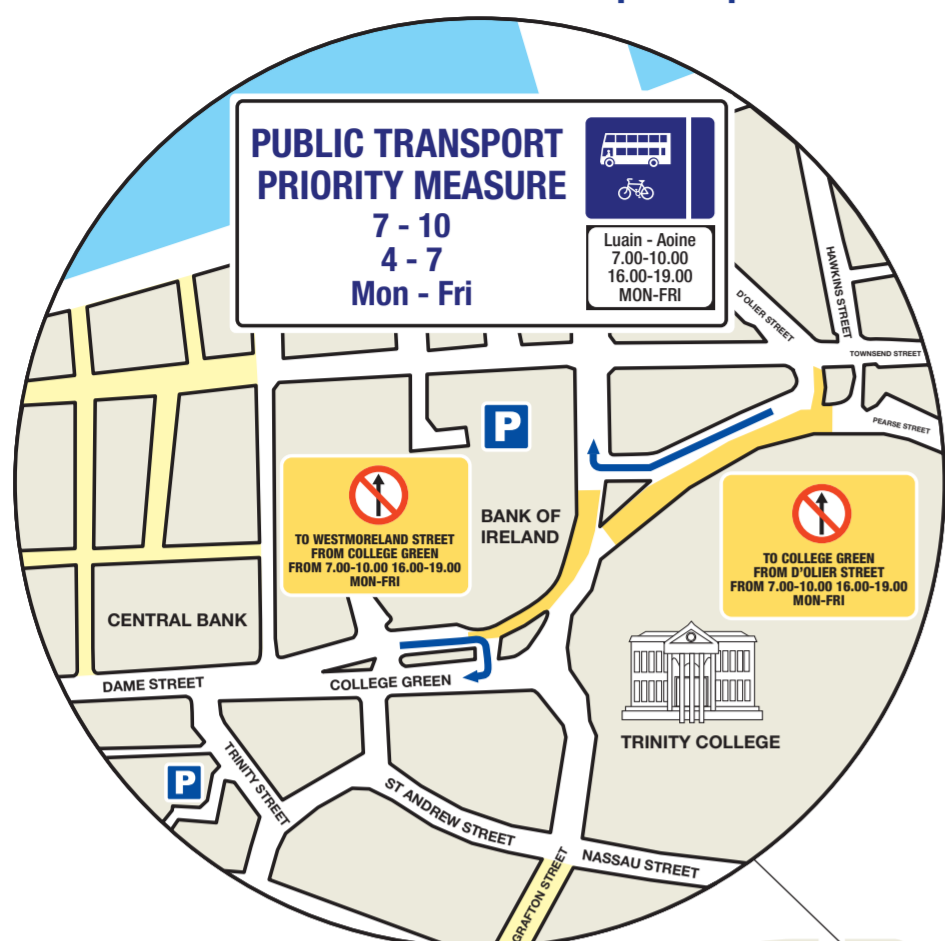 PUBLIC TRANSPORT
PRIORITY MEASURE
7 - 10
4 - 7
Mon - Fri
Luain - Aoine
7.00-10.00
16.00-19.00
MON-FRI
HAWKINS STREET
D'OLIER STREET
TOWNSEND STREET
PEARSE STREET
P
BANK OF
IRELAND
TO WESTMORELAND STREET
FROM COLLEGE GREEN
FROM 7.00-10.00 16.00-19.00
MON-FRI
TO COLLEGE GREEN
FROM D'OLIER STREET
FROM 7.00-10.00 16.00-19.00
MON-FRI
CENTRAL BANK
DAME STREET
COLLEGE GREEN
TRINITY COLLEGE
TRINITY STREET
P
ST ANDREW STREET
NASSAU STREET
GRAFTON STREET